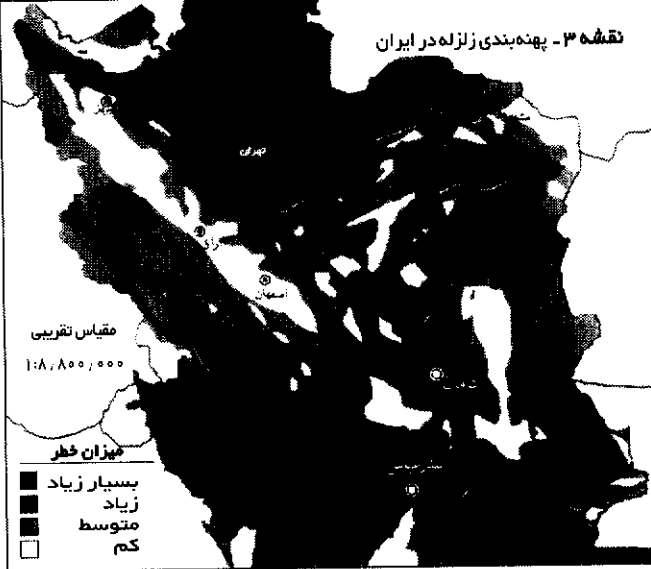 نقشه ۳ - پهنه‌بندی زلزله در ایران
تهران
اراک
اصفهان
مقیاس تقریبی
۱:۸,۸۰۰,۰۰۰
میزان خطر
بسیار زیاد
زیاد
متوسط
کم